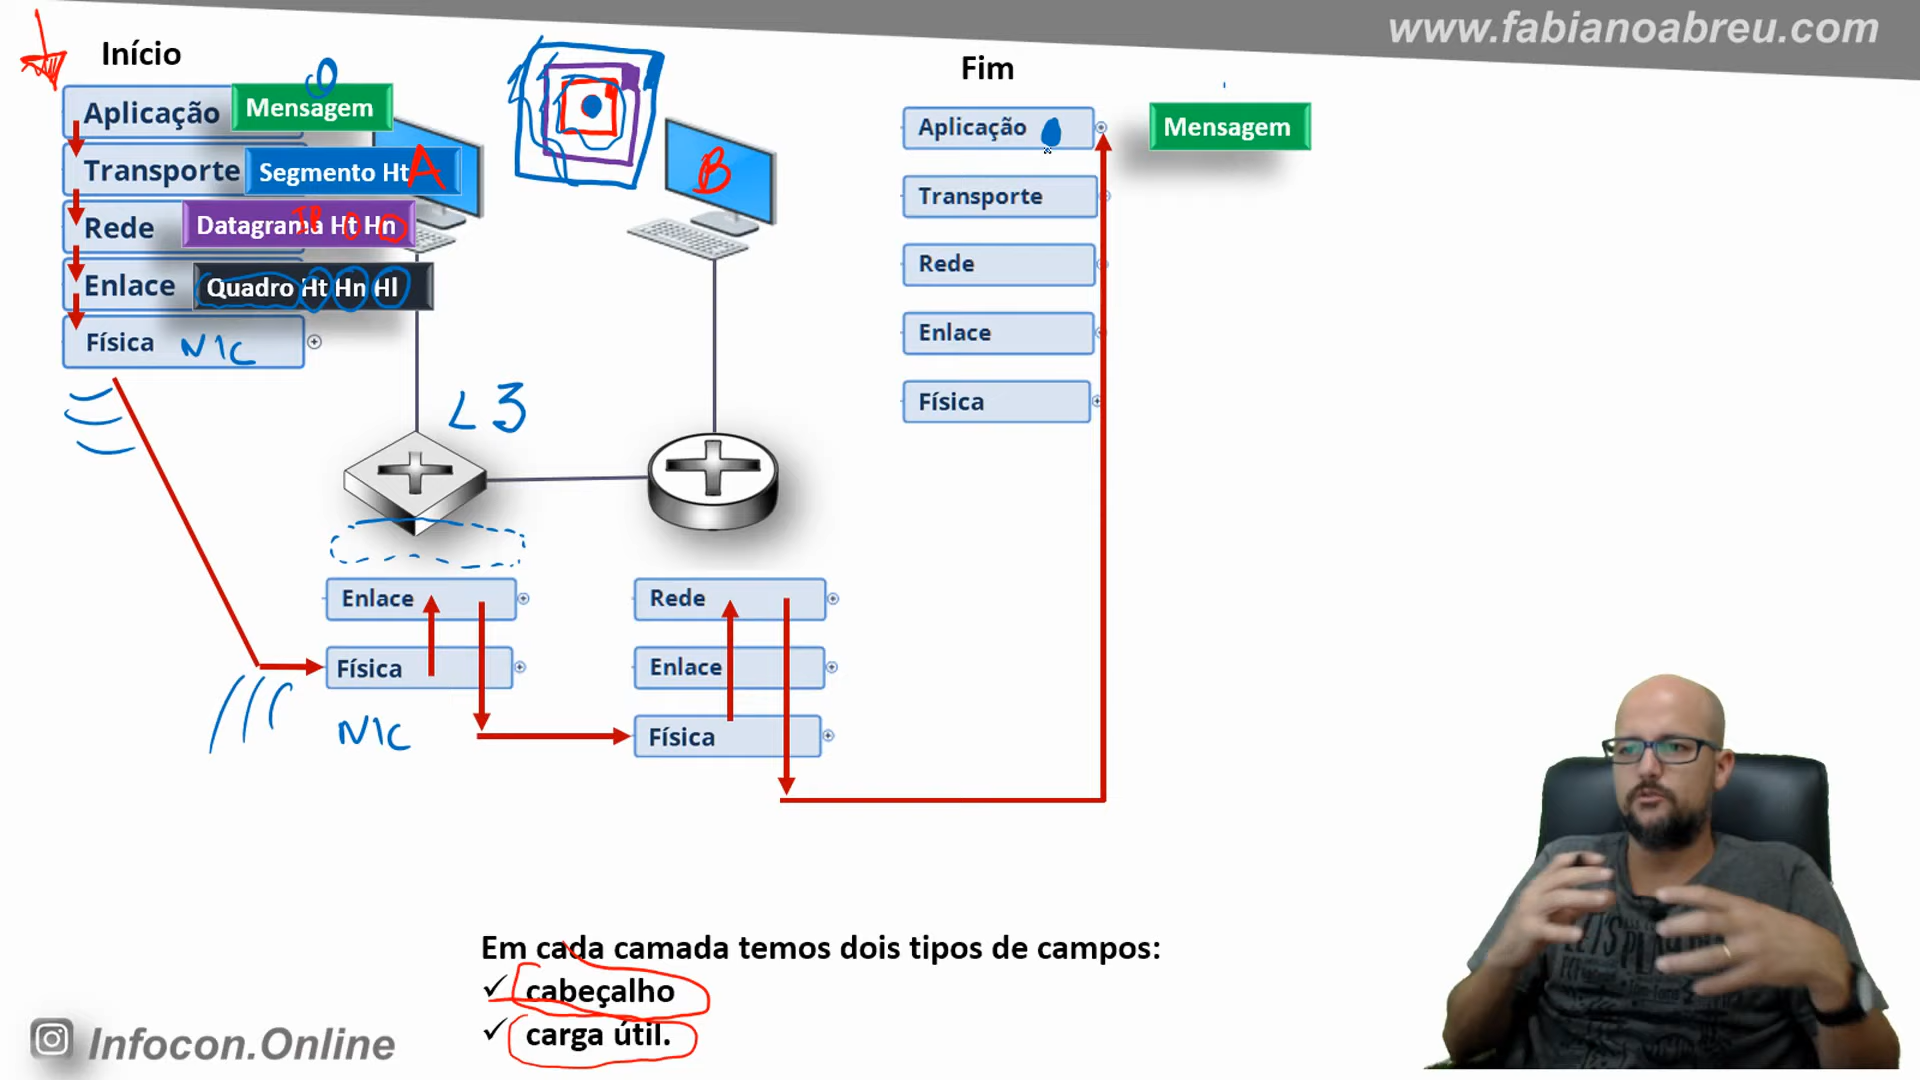 www.fabianoabreu.com
Início
Aplicação
Mensagem
Transporte
Segmento Ht
A
Rede
Datagrama Ht Hn
IP
Enlace
Quadro Ht Hn Hl
Física
NIC
B
L3
Enlace
Física
NIC
Rede
Enlace
Física
Fim
Aplicação
Mensagem
Transporte
Rede
Enlace
Física
Em cada camada temos dois tipos de campos:
✓ cabeçalho
✓ carga útil.
Infocon.Online